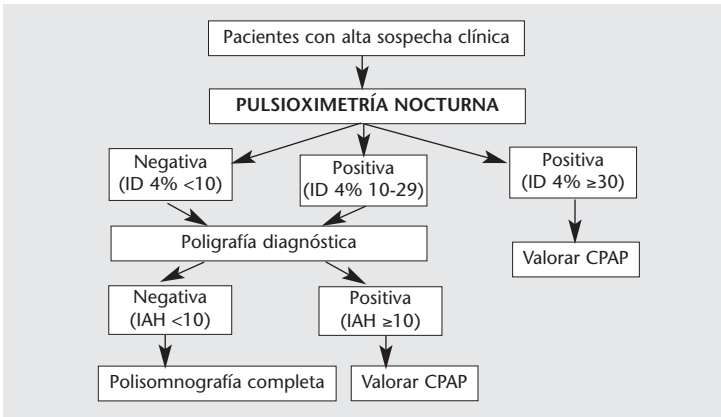 Pacientes con alta sospecha clínica
PULSIOXIMETRÍA NOCTURNA
Negativa
(ID 4% <10)
Positiva
(ID 4% 10-29)
Positiva
(ID 4% ≥30)
Poligrafía diagnóstica
Valorar CPAP
Negativa
(IAH <10)
Positiva
(IAH ≥10)
Polisomnografía completa
Valorar CPAP